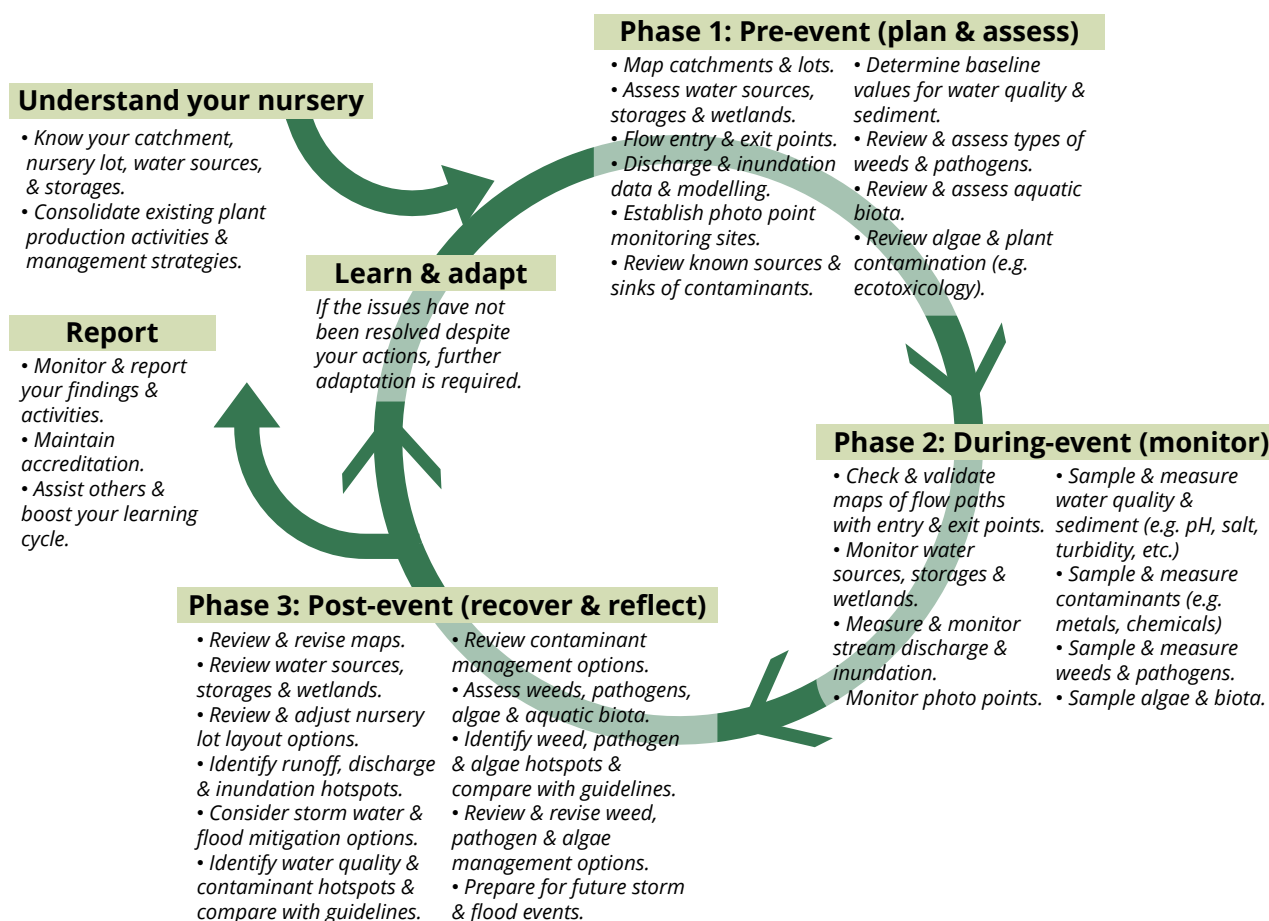 Phase 1: Pre-event (plan & assess)
• Map catchments & lots.
• Assess water sources,
storages & wetlands.
• Flow entry & exit points.
• Discharge & inundation
data & modelling.
• Establish photo point
monitoring sites.
• Review known sources &
sinks of contaminants.
• Determine baseline
values for water quality &
sediment.
• Review & assess types of
weeds & pathogens.
• Review & assess aquatic
biota.
• Review algae & plant
contamination (e.g.
ecotoxicology).
Understand your nursery
• Know your catchment,
nursery lot, water sources,
& storages.
• Consolidate existing plant
production activities &
management strategies.
Learn & adapt
If the issues have not
been resolved despite
your actions, further
adaptation is required.
Report
• Monitor & report
your findings &
activities.
• Maintain
accreditation.
• Assist others &
boost your learning
cycle.
Phase 2: During-event (monitor)
• Check & validate
maps of flow paths
with entry & exit points.
• Monitor water
sources, storages &
wetlands.
• Measure & monitor
stream discharge &
inundation.
• Monitor photo points.
• Sample & measure
water quality &
sediment (e.g. pH, salt,
turbidity, etc.)
• Sample & measure
contaminants (e.g.
metals, chemicals)
• Sample & measure
weeds & pathogens.
• Sample algae & biota.
Phase 3: Post-event (recover & reflect)
• Review & revise maps.
• Review water sources,
storages & wetlands.
• Review & adjust nursery
lot layout options.
• Identify runoff, discharge
& inundation hotspots.
• Consider storm water &
flood mitigation options.
• Identify water quality &
contaminant hotspots &
compare with guidelines.
• Review contaminant
management options.
• Assess weeds, pathogens,
algae & aquatic biota.
• Identify weed, pathogen
& algae hotspots &
compare with guidelines.
• Review & revise weed,
pathogen & algae
management options.
• Prepare for future storm
& flood events.